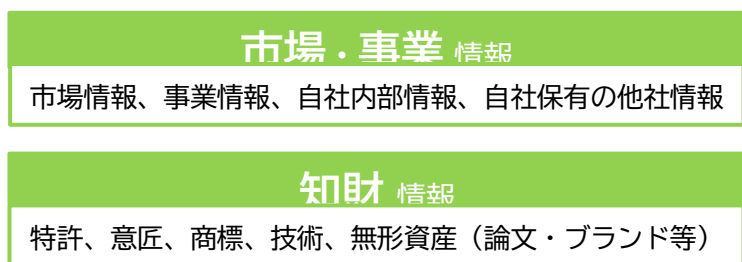 市場・事業 情報
市場情報、事業情報、自社内部情報、自社保有の他社情報
知財 情報
特許、意匠、商標、技術、無形資産（論文・ブランド等）